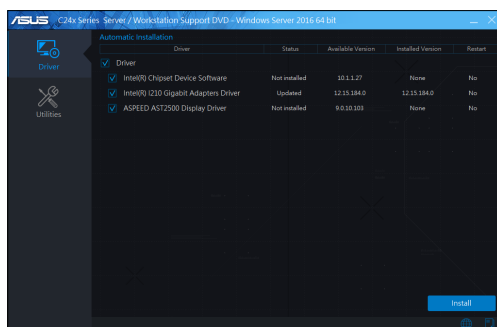 ASUS C24x Series Server / Workstation Support DVD - Windows Server 2016 64 bit
Automatic Installation
Driver Status Available Version Installed Version Restart
Driver
Intel(R) Chipset Device Software Not installed 10.1.1.27 None No
Intel(R) I210 Gigabit Adapters Driver Updated 12.15.184.0 12.15.184.0 No
ASPEED AST2500 Display Driver Not installed 9.0.10.103 None No
Driver
Utilities
Install